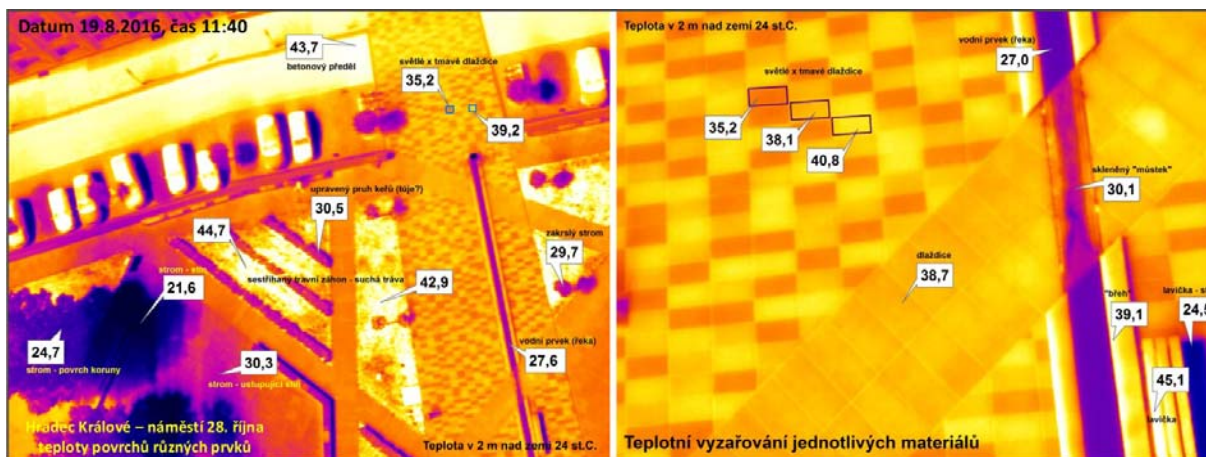 Datum 19.8.2016, čas 11:40
43,7
betonový předěl
světlé x tmavé dlaždice
35,2
39,2
upravený pruh keřů (túje?)
30,5
44,7
zakrslý strom
29,7
strom - stín
sestříhaný travní záhon - suchá tráva
21,6
42,9
24,7
strom - povrch koruny
30,3
strom - ustupující stín
vodní prvek (řeka)
27,6
Hradec Králové – náměstí 28. října
teploty povrchů různých prvků
Teplota v 2 m nad zemí 24 st.C.
Teplota v 2 m nad zemí 24 st.C.
vodní prvek (řeka)
27,0
světlé x tmavé dlaždice
35,2
38,1
40,8
skleněný "můstek"
30,1
dlaždice
38,7
"břeh"
39,1
lavička - st
24,5
45,1
lavička
Teplotní vyzařování jednotlivých materiálů